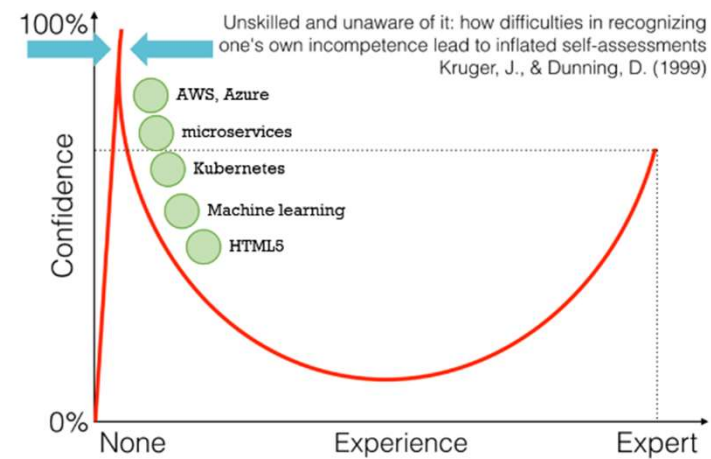 100%
Unskilled and unaware of it: how difficulties in recognizing
one's own incompetence lead to inflated self-assessments
Kruger, J., & Dunning, D. (1999)
AWS, Azure
microservices
Kubernetes
Machine learning
HTML5
Confidence
0%
None
Experience
Expert